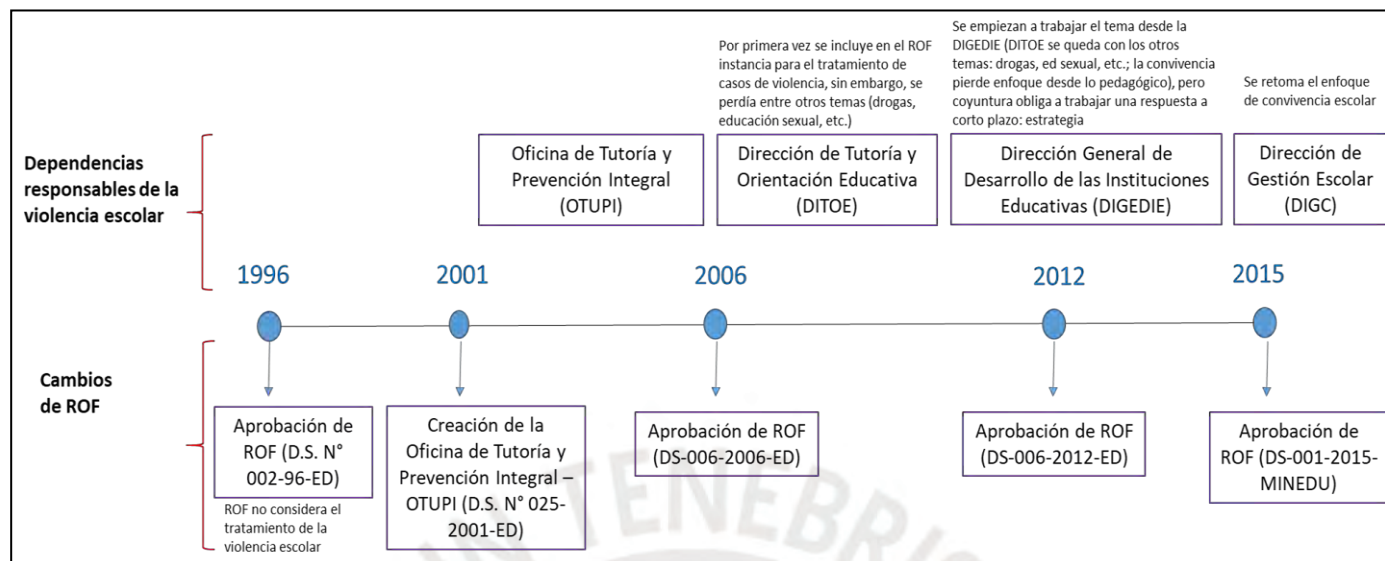 Por primera vez se incluye en el ROF
instancia para el tratamiento de
casos de violencia, sin embargo, se
perdía entre otros temas (drogas,
educación sexual, etc.)
Se empiezan a trabajar el tema desde la
DIGEDIE (DITOE se queda con los otros
temas: drogas, ed sexual, etc.; la convivencia
pierde enfoque desde lo pedagógico), pero
coyuntura obliga a trabajar una respuesta a
corto plazo: estrategia
Se retoma el enfoque
de convivencia escolar
Dependencias
responsables de la
violencia escolar
Oficina de Tutoría y
Prevención Integral
(OTUPI)
Dirección de Tutoría y
Orientación Educativa
(DITOE)
Dirección General de
Desarrollo de las Instituciones
Educativas (DIGEDIE)
Dirección de
Gestión Escolar
(DIGC)
1996
2001
2006
2012
2015
Cambios
de ROF
Aprobación de
ROF (D.S. N°
002-96-ED)
ROF no considera el
tratamiento de la
violencia escolar
Creación de la
Oficina de Tutoría y
Prevención Integral –
OTUPI (D.S. N° 025-
2001-ED)
Aprobación de ROF
(DS-006-2006-ED)
Aprobación de ROF
(DS-006-2012-ED)
Aprobación de
ROF (DS-001-2015-
MINEDU)
IN TENEBRIS